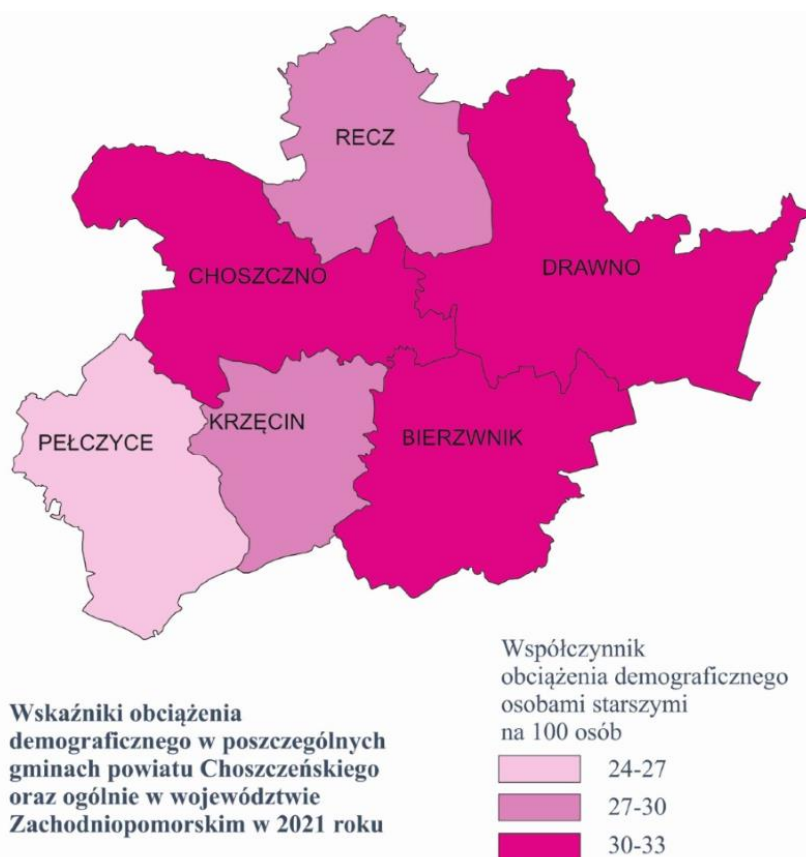 RECZ
CHOSZCZNO
DRAWNO
PEŁCZYCE
KRZĘCIN
BIERZWNIK
Współczynnik
obciążenia demograficznego
osobami starszymi
na 100 osób
24-27
27-30
30-33
Wskaźniki obciążenia
demograficznego w poszczególnych
gminach powiatu Choszczeńskiego
oraz ogólnie w województwie
Zachodniopomorskim w 2021 roku